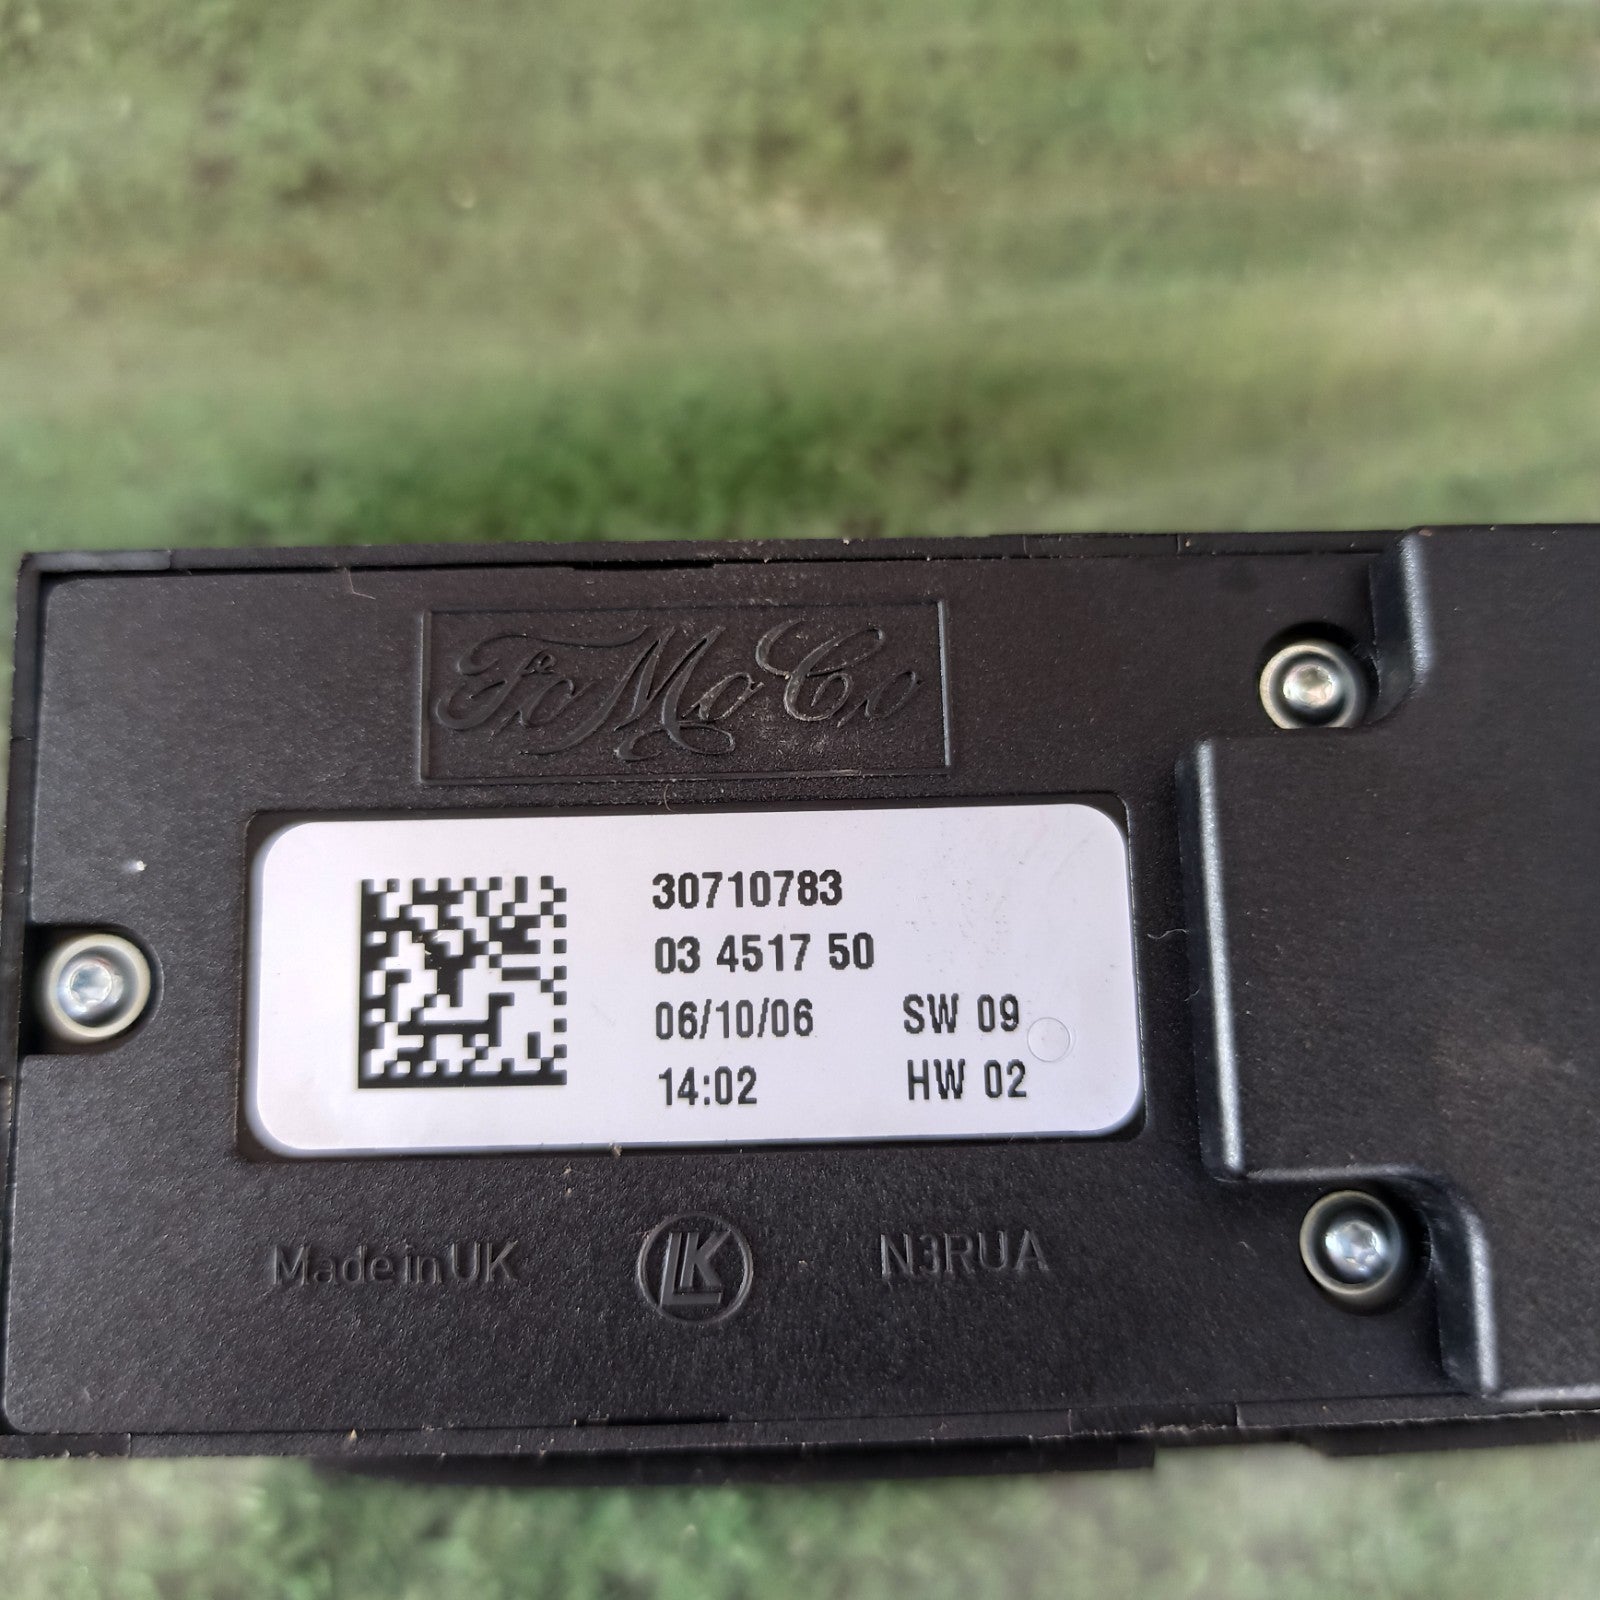 FoMoCo
30710783
03 4517 50
06/10/06 SW 09
14:02 HW 02
Made in UK LK N3RUA